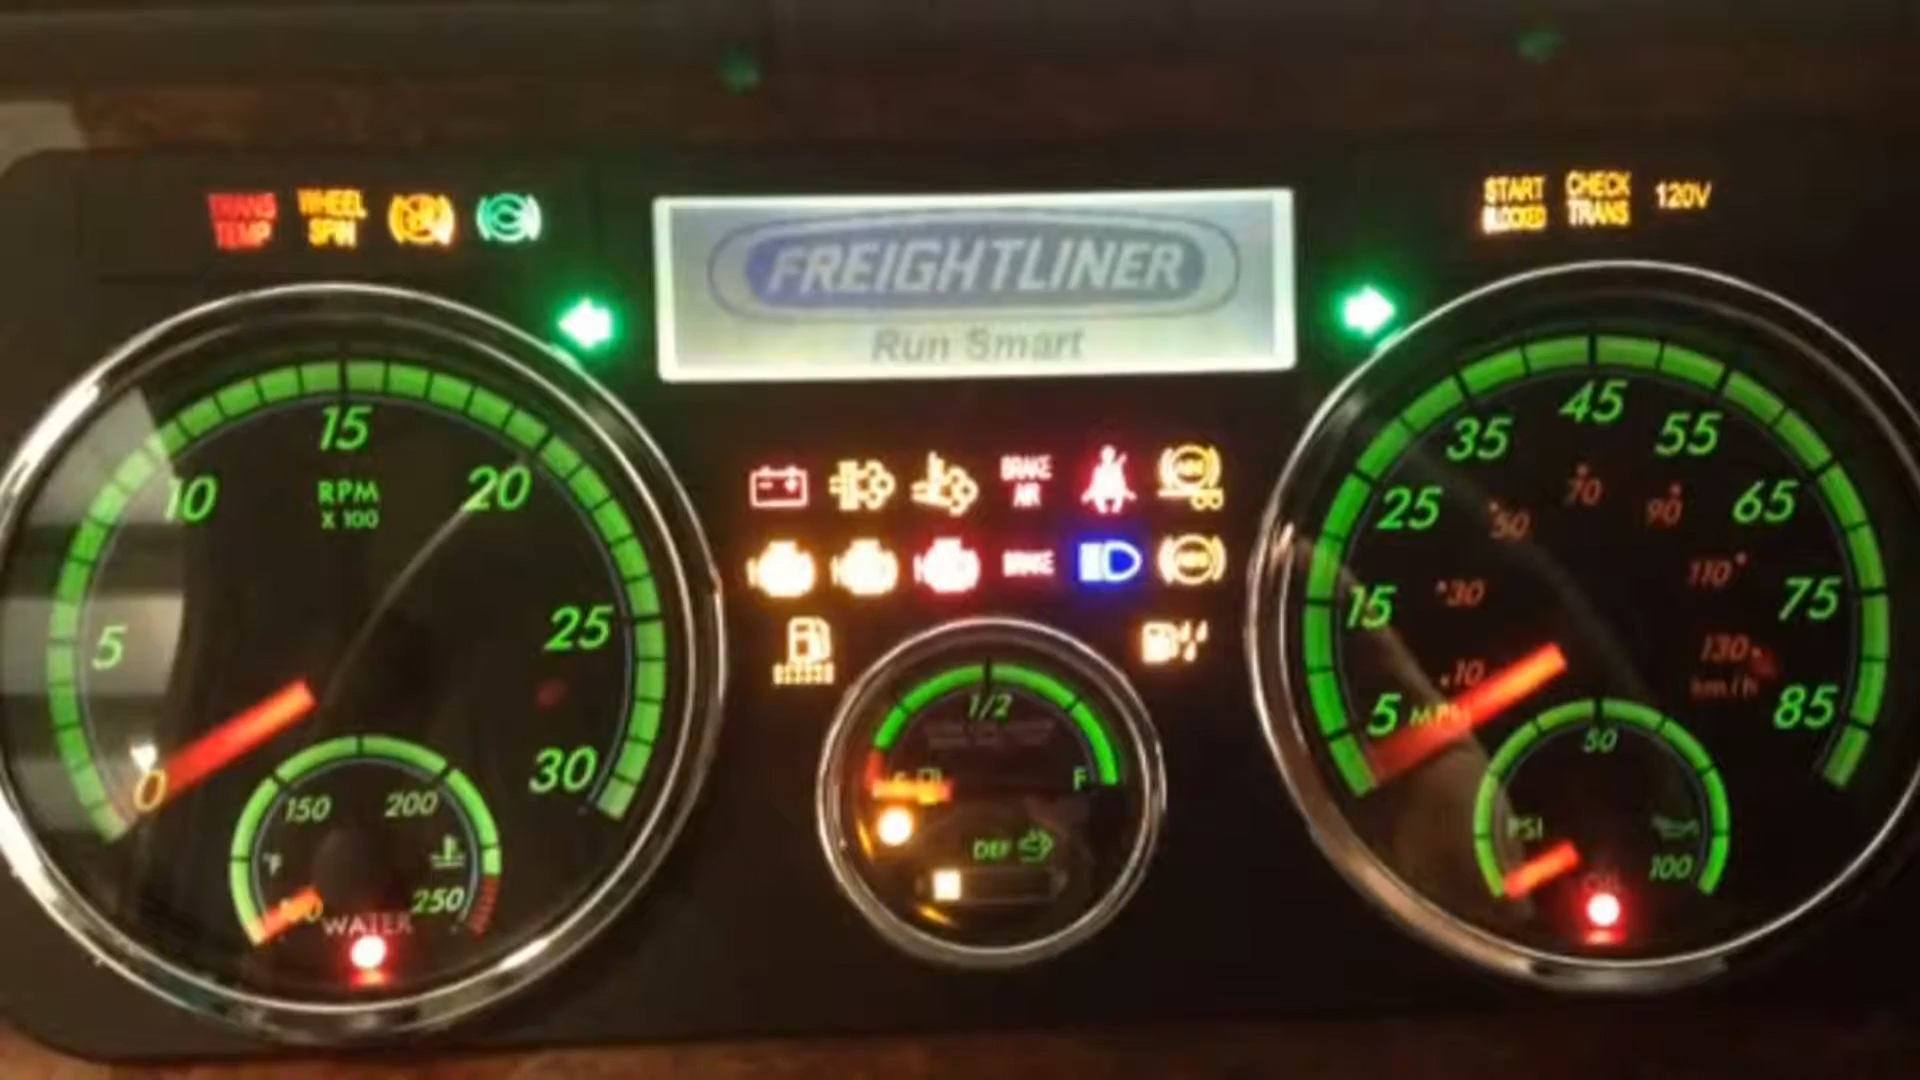 TRANS
TEMP
WHEEL
SPIN
START
BLOCKED
CHECK
TRANS
120V
FREIGHTLINER
Run Smart
0
5
10
15
20
25
30
RPM
X 100
°F
150
200
250
WATER
BRAKE
AIR
ABS
BRAKE
ABS
1/2
F
DEF
5
15
25
35
45
55
65
75
85
MPH
10
30
50
70
90
110
130
km/h
PSI
50
100
OIL